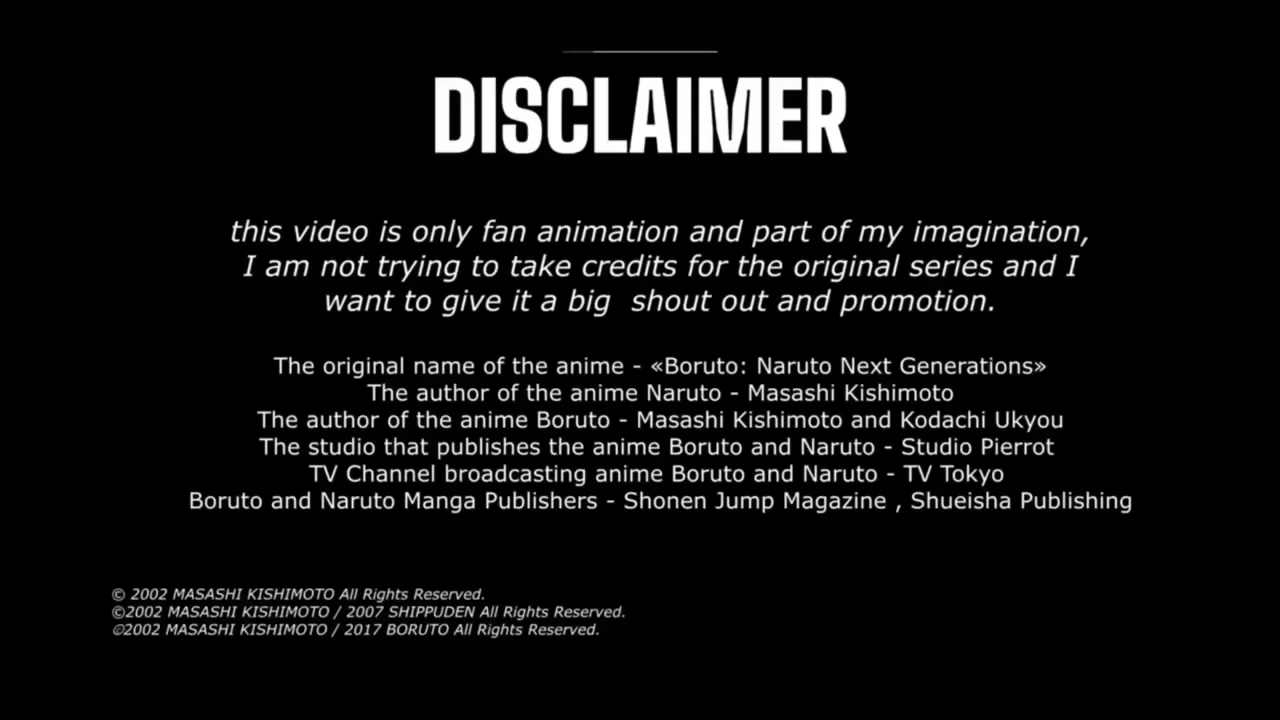 DISCLAIMER
this video is only fan animation and part of my imagination,
I am not trying to take credits for the original series and I
want to give it a big shout out and promotion.
The original name of the anime - «Boruto: Naruto Next Generations»
The author of the anime Naruto - Masashi Kishimoto
The author of the anime Boruto - Masashi Kishimoto and Kodachi Ukyou
The studio that publishes the anime Boruto and Naruto - Studio Pierrot
TV Channel broadcasting anime Boruto and Naruto - TV Tokyo
Boruto and Naruto Manga Publishers - Shonen Jump Magazine , Shueisha Publishing
© 2002 MASASHI KISHIMOTO All Rights Reserved.
©2002 MASASHI KISHIMOTO / 2007 SHIPPUDEN All Rights Reserved.
©2002 MASASHI KISHIMOTO / 2017 BORUTO All Rights Reserved.